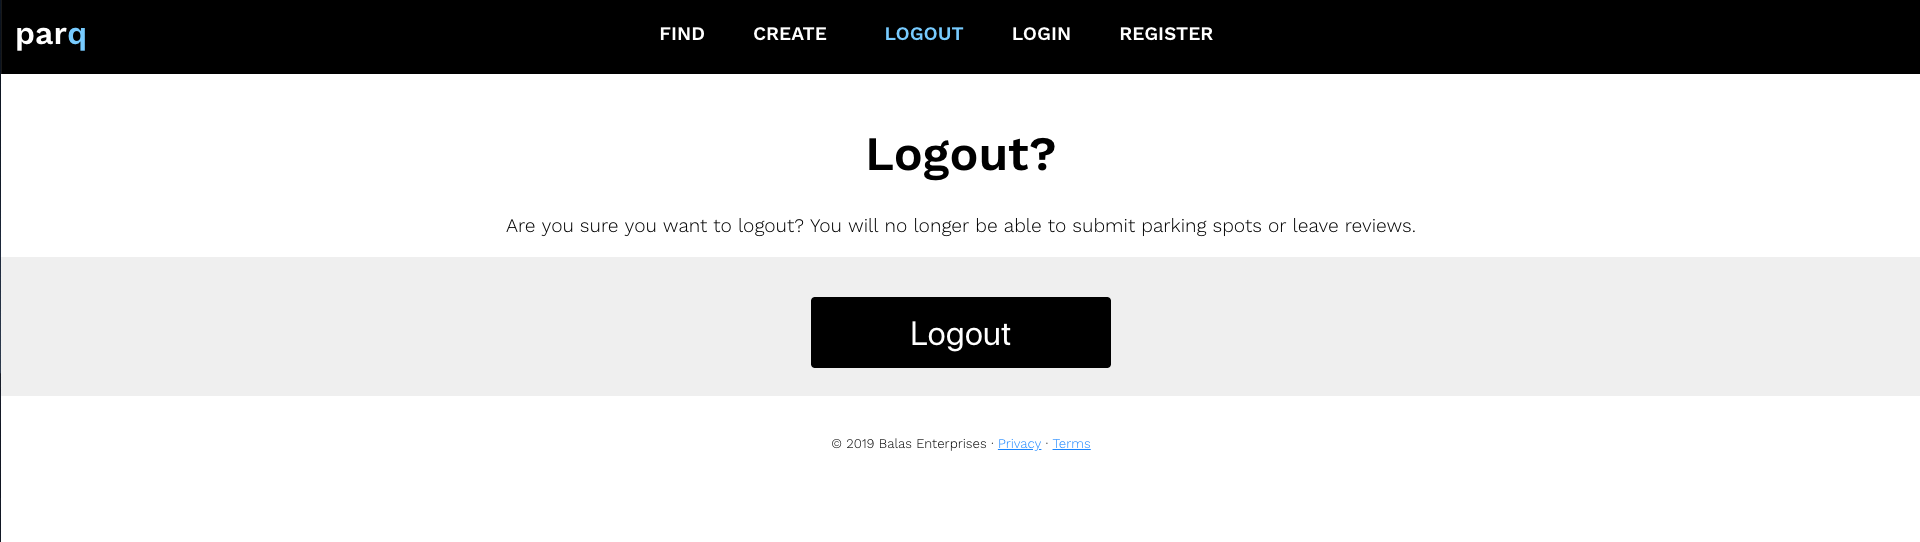 parq FIND CREATE LOGOUT LOGIN REGISTER
Logout?
Are you sure you want to logout? You will no longer be able to submit parking spots or leave reviews.
Logout
© 2019 Balas Enterprises · Privacy · Terms